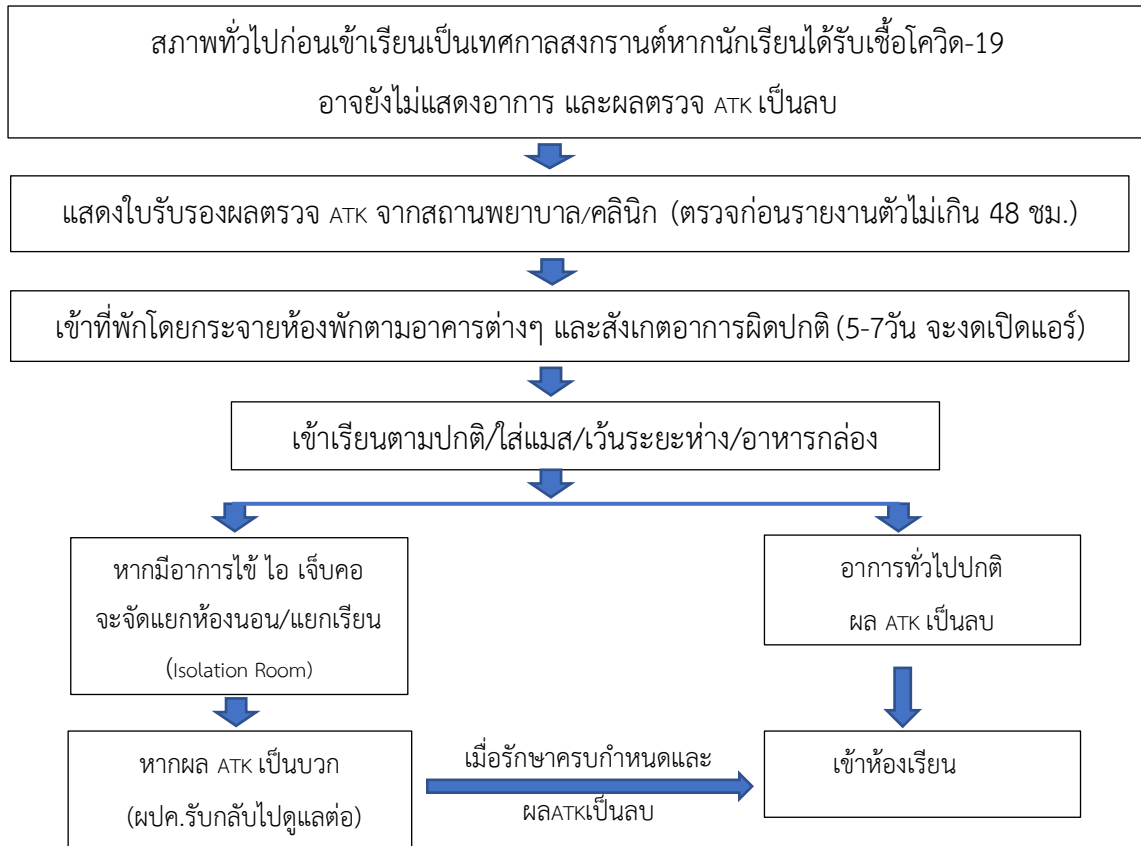 สภาพทั่วไปก่อนเข้าเรียนเป็นเทศกาลสงกรานต์หากนักเรียนได้รับเชื้อโควิด-19
อาจยังไม่แสดงอาการ และผลตรวจ ATK เป็นลบ
แสดงใบรับรองผลตรวจ ATK จากสถานพยาบาล/คลินิก (ตรวจก่อนรายงานตัวไม่เกิน 48 ชม.)
เข้าที่พักโดยกระจายห้องพักตามอาคารต่างๆ และสังเกตอาการผิดปกติ (5-7วัน จะงดเปิดแอร์)
เข้าเรียนตามปกติ/ใส่แมส/เว้นระยะห่าง/อาหารกล่อง
หากมีอาการไข้ ไอ เจ็บคอ
จะจัดแยกห้องนอน/แยกเรียน
(Isolation Room)
อาการทั่วไปปกติ
ผล ATK เป็นลบ
หากผล ATK เป็นบวก
(ผปค.รับกลับไปดูแลต่อ)
เมื่อรักษาครบกำหนดและ
ผลATKเป็นลบ
เข้าห้องเรียน